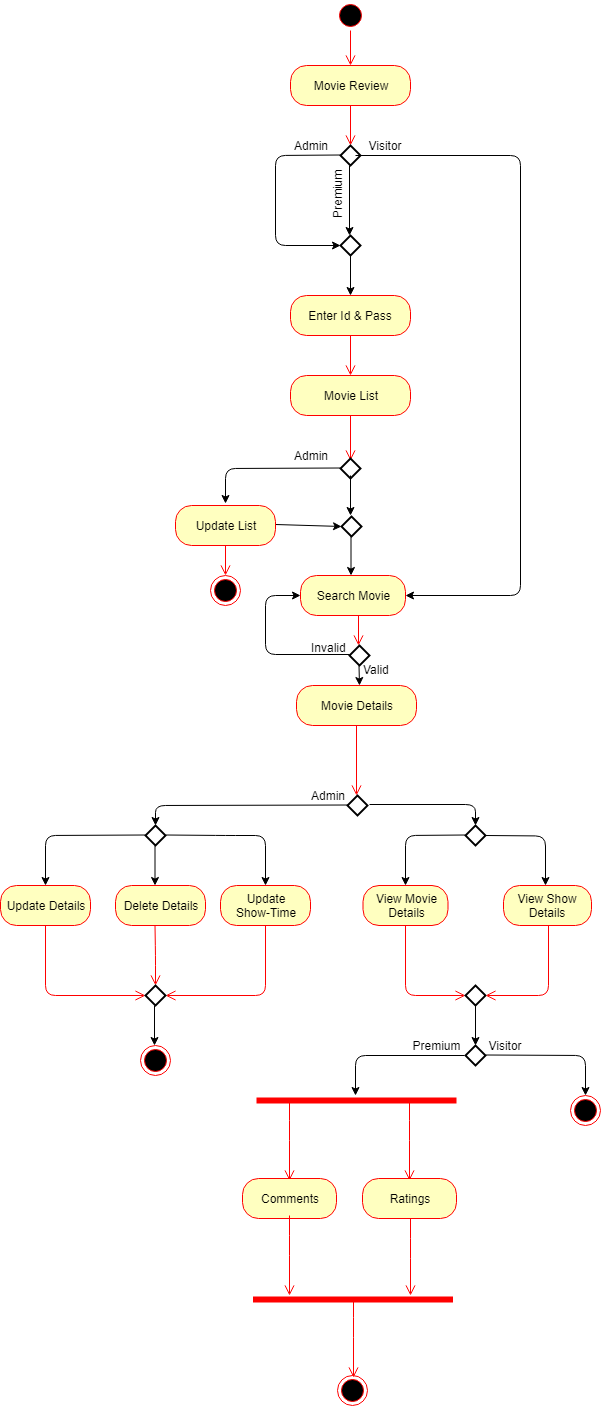 Movie Review
Admin
Visitor
Premium
Enter Id & Pass
Movie List
Admin
Update List
Search Movie
Invalid
Valid
Movie Details
Admin
Update Details
Delete Details
Update
Show-Time
View Movie
Details
View Show
Details
Premium
Visitor
Comments
Ratings